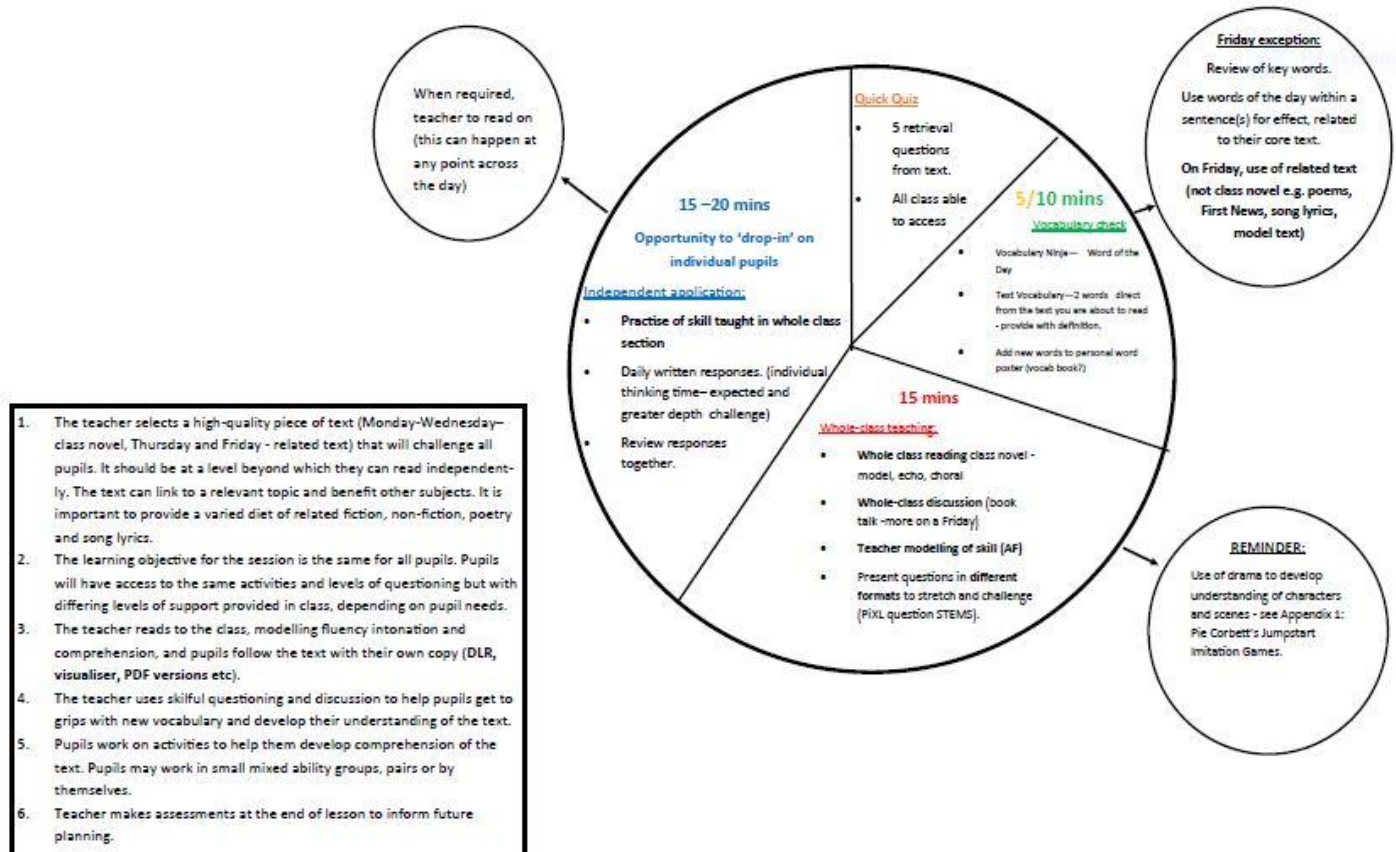 When required,
teacher to read on
(this can happen at
any point across
the day)
15 –20 mins
Opportunity to ‘drop-in’ on
individual pupils
Independent application:
• Practise of skill taught in whole class
section
• Daily written responses. (individual
thinking time– expected and
greater depth challenge)
• Review responses
together.
Quick Quiz
• 5 retrieval
questions
from text.
• All class able
to access
5/10 mins
Vocabulary check
• Vocabulary Ninja— Word of the
Day
• Text Vocabulary—2 words direct
from the text you are about to read
- provide with definition.
• Add new words to personal word
poster (vocab book?)
Friday exception:
Review of key words.
Use words of the day within a
sentence(s) for effect, related
to their core text.
On Friday, use of related text
(not class novel e.g. poems,
First News, song lyrics,
model text)
15 mins
Whole-class teaching:
• Whole class reading class novel -
model, echo, choral
• Whole-class discussion (book
talk -more on a Friday)
• Teacher modelling of skill (AF)
• Present questions in different
formats to stretch and challenge
(PiXL question STEMS).
REMINDER:
Use of drama to develop
understanding of characters
and scenes - see Appendix 1:
Pie Corbett's Jumpstart
Imitation Games.
1. The teacher selects a high-quality piece of text (Monday-Wednesday–
class novel, Thursday and Friday - related text) that will challenge all
pupils. It should be at a level beyond which they can read independent-
ly. The text can link to a relevant topic and benefit other subjects. It is
important to provide a varied diet of related fiction, non-fiction, poetry
and song lyrics.
2. The learning objective for the session is the same for all pupils. Pupils
will have access to the same activities and levels of questioning but with
differing levels of support provided in class, depending on pupil needs.
3. The teacher reads to the class, modelling fluency intonation and
comprehension, and pupils follow the text with their own copy (DLR,
visualiser, PDF versions etc).
4. The teacher uses skilful questioning and discussion to help pupils get to
grips with new vocabulary and develop their understanding of the text.
5. Pupils work on activities to help them develop comprehension of the
text. Pupils may work in small mixed ability groups, pairs or by
themselves.
6. Teacher makes assessments at the end of lesson to inform future
planning.